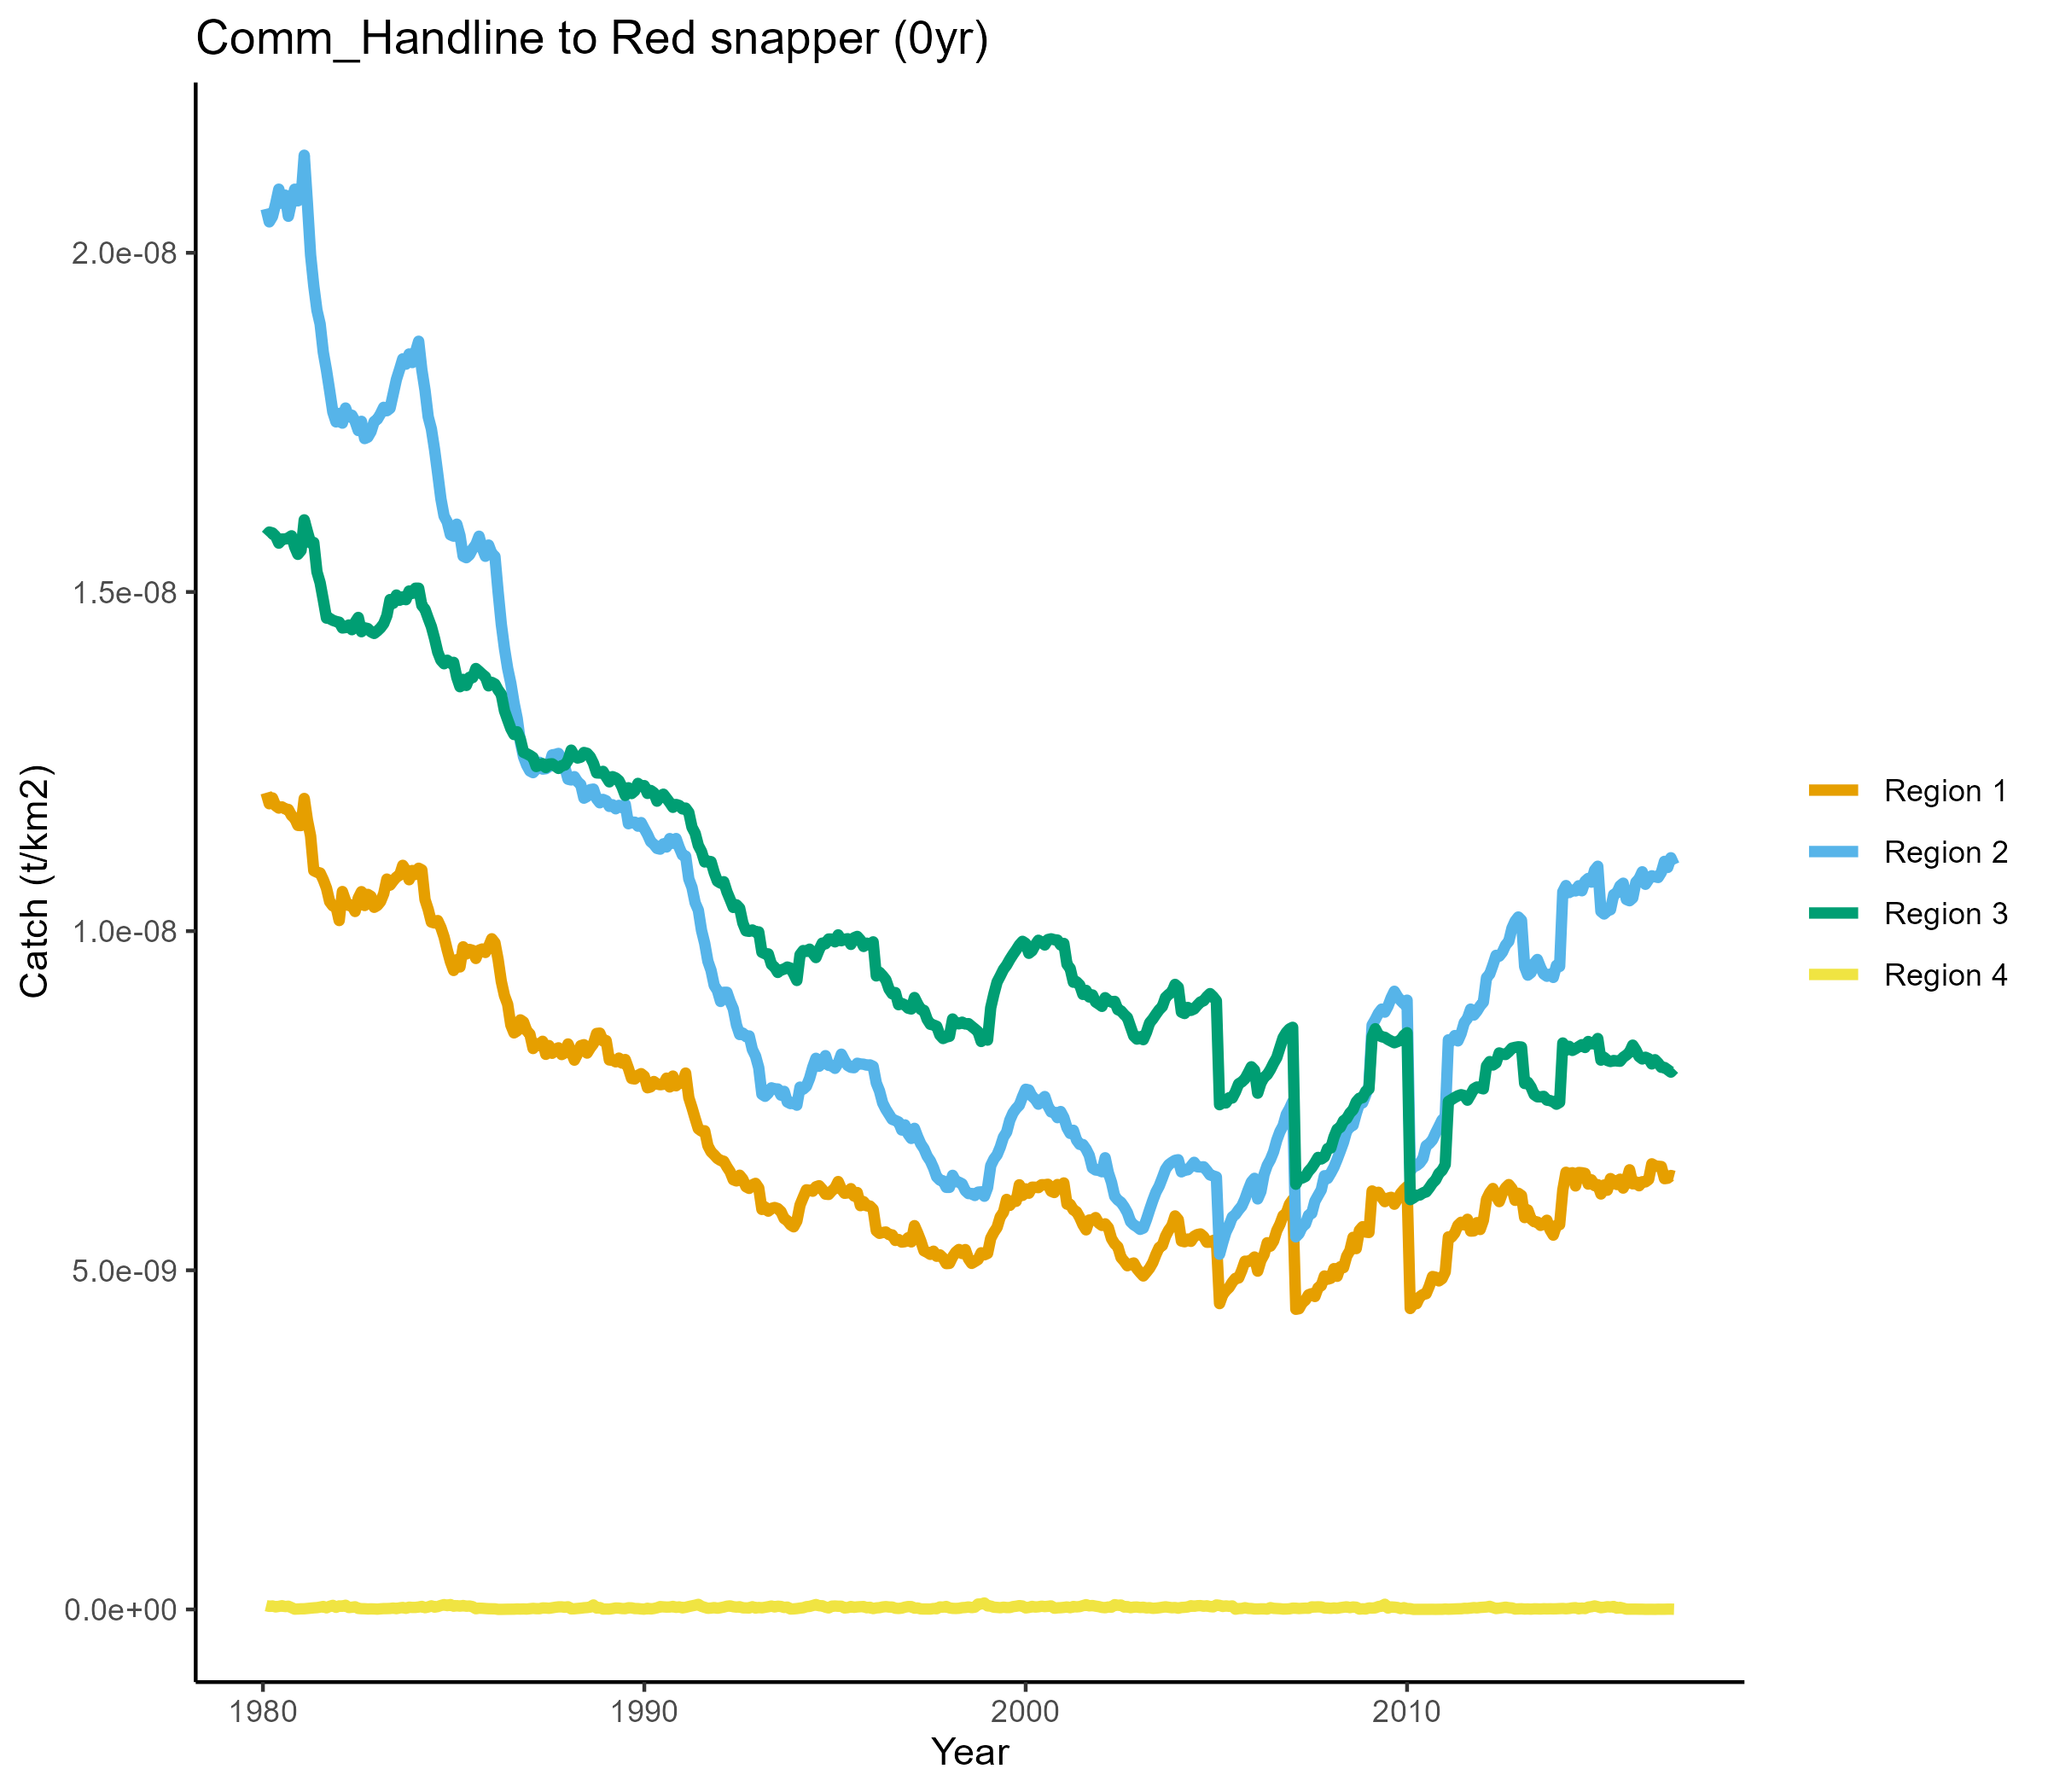 Comm_Handline to Red snapper (0yr)
Catch (t/km2)
2.0e-08
1.5e-08
1.0e-08
5.0e-09
0.0e+00
1980
1990
2000
2010
Year
Region 1
Region 2
Region 3
Region 4